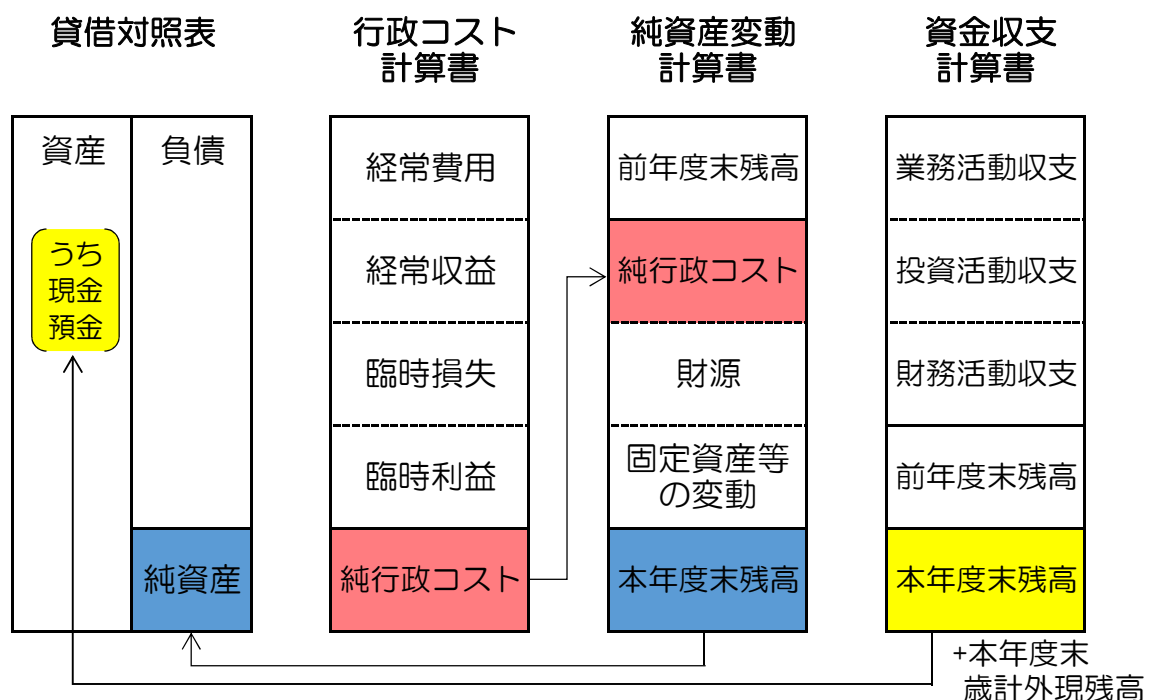 貸借対照表
資産
負債
うち
現金
預金
純資産
行政コスト
計算書
経常費用
経常収益
臨時損失
臨時利益
純行政コスト
純資産変動
計算書
前年度末残高
純行政コスト
財源
固定資産等
の変動
本年度末残高
資金収支
計算書
業務活動収支
投資活動収支
財務活動収支
前年度末残高
本年度末残高
+本年度末
歳計外現残高